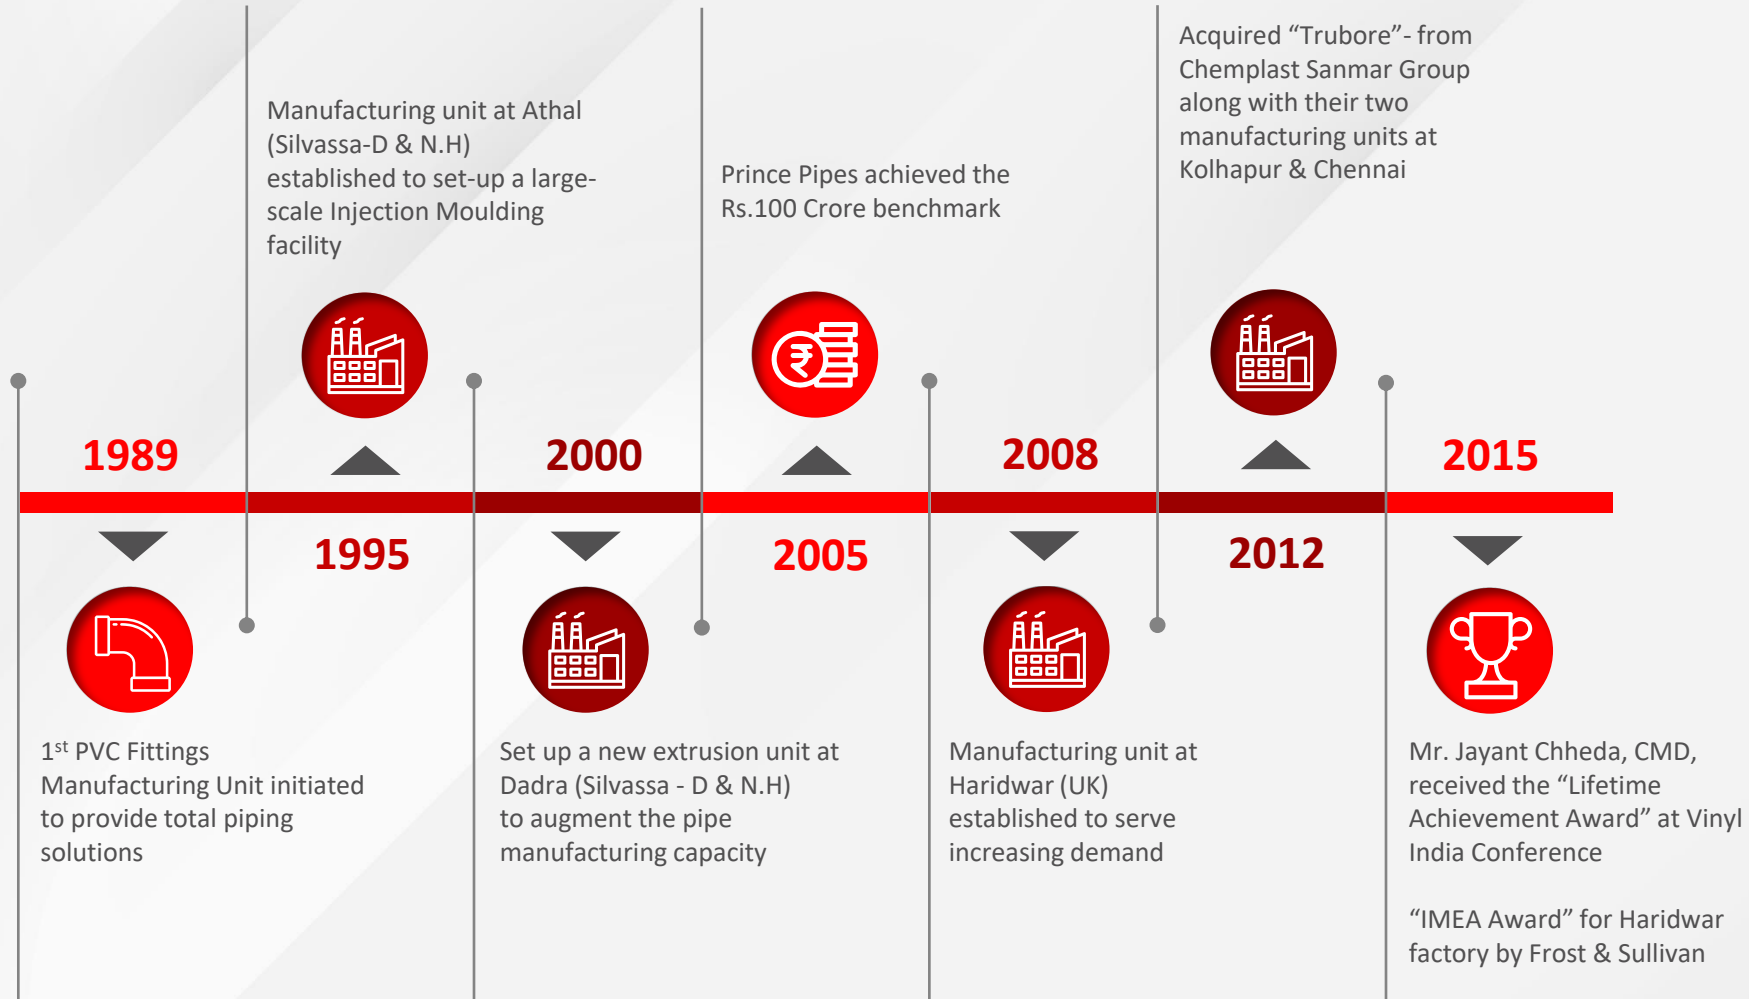 1989
1st PVC Fittings
Manufacturing Unit initiated
to provide total piping
solutions
Manufacturing unit at Athal
(Silvassa-D & N.H)
established to set-up a large-
scale Injection Moulding
facility
1995
2000
Set up a new extrusion unit at
Dadra (Silvassa - D & N.H)
to augment the pipe
manufacturing capacity
Prince Pipes achieved the
Rs.100 Crore benchmark
₹
2005
2008
Manufacturing unit at
Haridwar (UK)
established to serve
increasing demand
Acquired “Trubore”- from
Chemplast Sanmar Group
along with their two
manufacturing units at
Kolhapur & Chennai
2012
2015
Mr. Jayant Chheda, CMD,
received the “Lifetime
Achievement Award” at Vinyl
India Conference
“IMEA Award” for Haridwar
factory by Frost & Sullivan